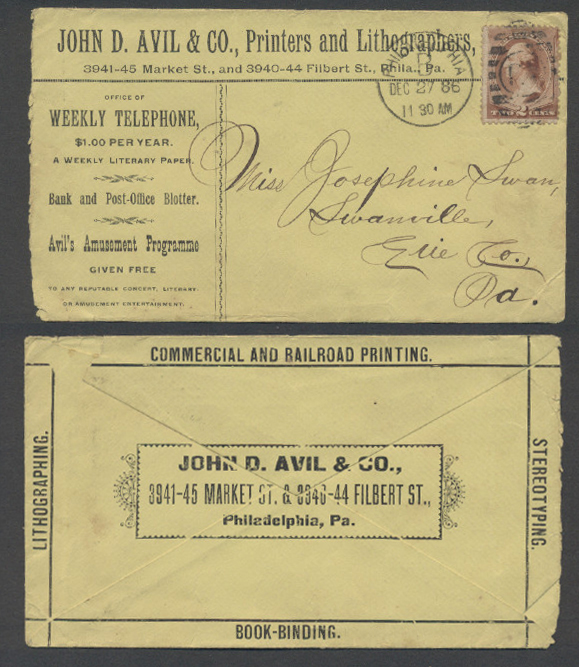 JOHN D. AVIL & CO., Printers and Lithographers,
3941-45 Market St., and 3940-44 Filbert St., Phila., Pa.
OFFICE OF
WEEKLY TELEPHONE,
$1.00 PER YEAR.
A WEEKLY LITERARY PAPER.
Bank and Post-Office Blotter.
Avil's Amusement Programme
GIVEN FREE
TO ANY REPUTABLE CONCERT, LITERARY
OR AMUSEMENT ENTERTAINMENT.
PHILADELPHIA
DEC 27 86
11 30 AM
TWO CENTS
Miss Josephine Swan,
Swanville,
Erie Co.,
Pa.
COMMERCIAL AND RAILROAD PRINTING.
LITHOGRAPHING.
JOHN D. AVIL & CO.,
3941-45 MARKET ST. & 3940-44 FILBERT ST.,
Philadelphia, Pa.
STEREOTYPING.
BOOK-BINDING.